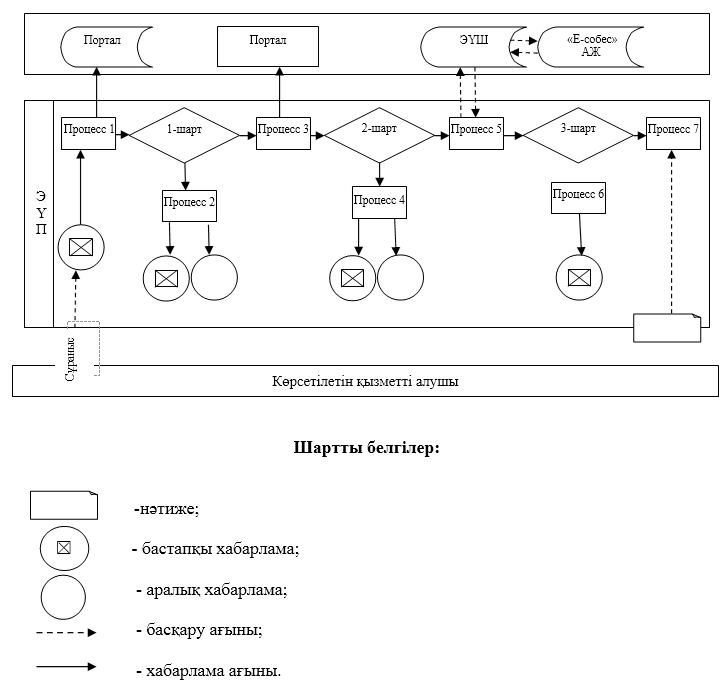 Портал
Портал
ЭҮШ
«Е-собес»
АЖ
Э
Ү
П
Процесс 1
1-шарт
Процесс 3
2-шарт
Процесс 5
3-шарт
Процесс 7
Процесс 2
Процесс 4
Процесс 6
Сұраныс
Көрсетілетін қызметті алушы
Шартты белгілер:
-нәтиже;
- бастапқы хабарлама;
- аралық хабарлама;
- басқару ағыны;
- хабарлама ағыны.